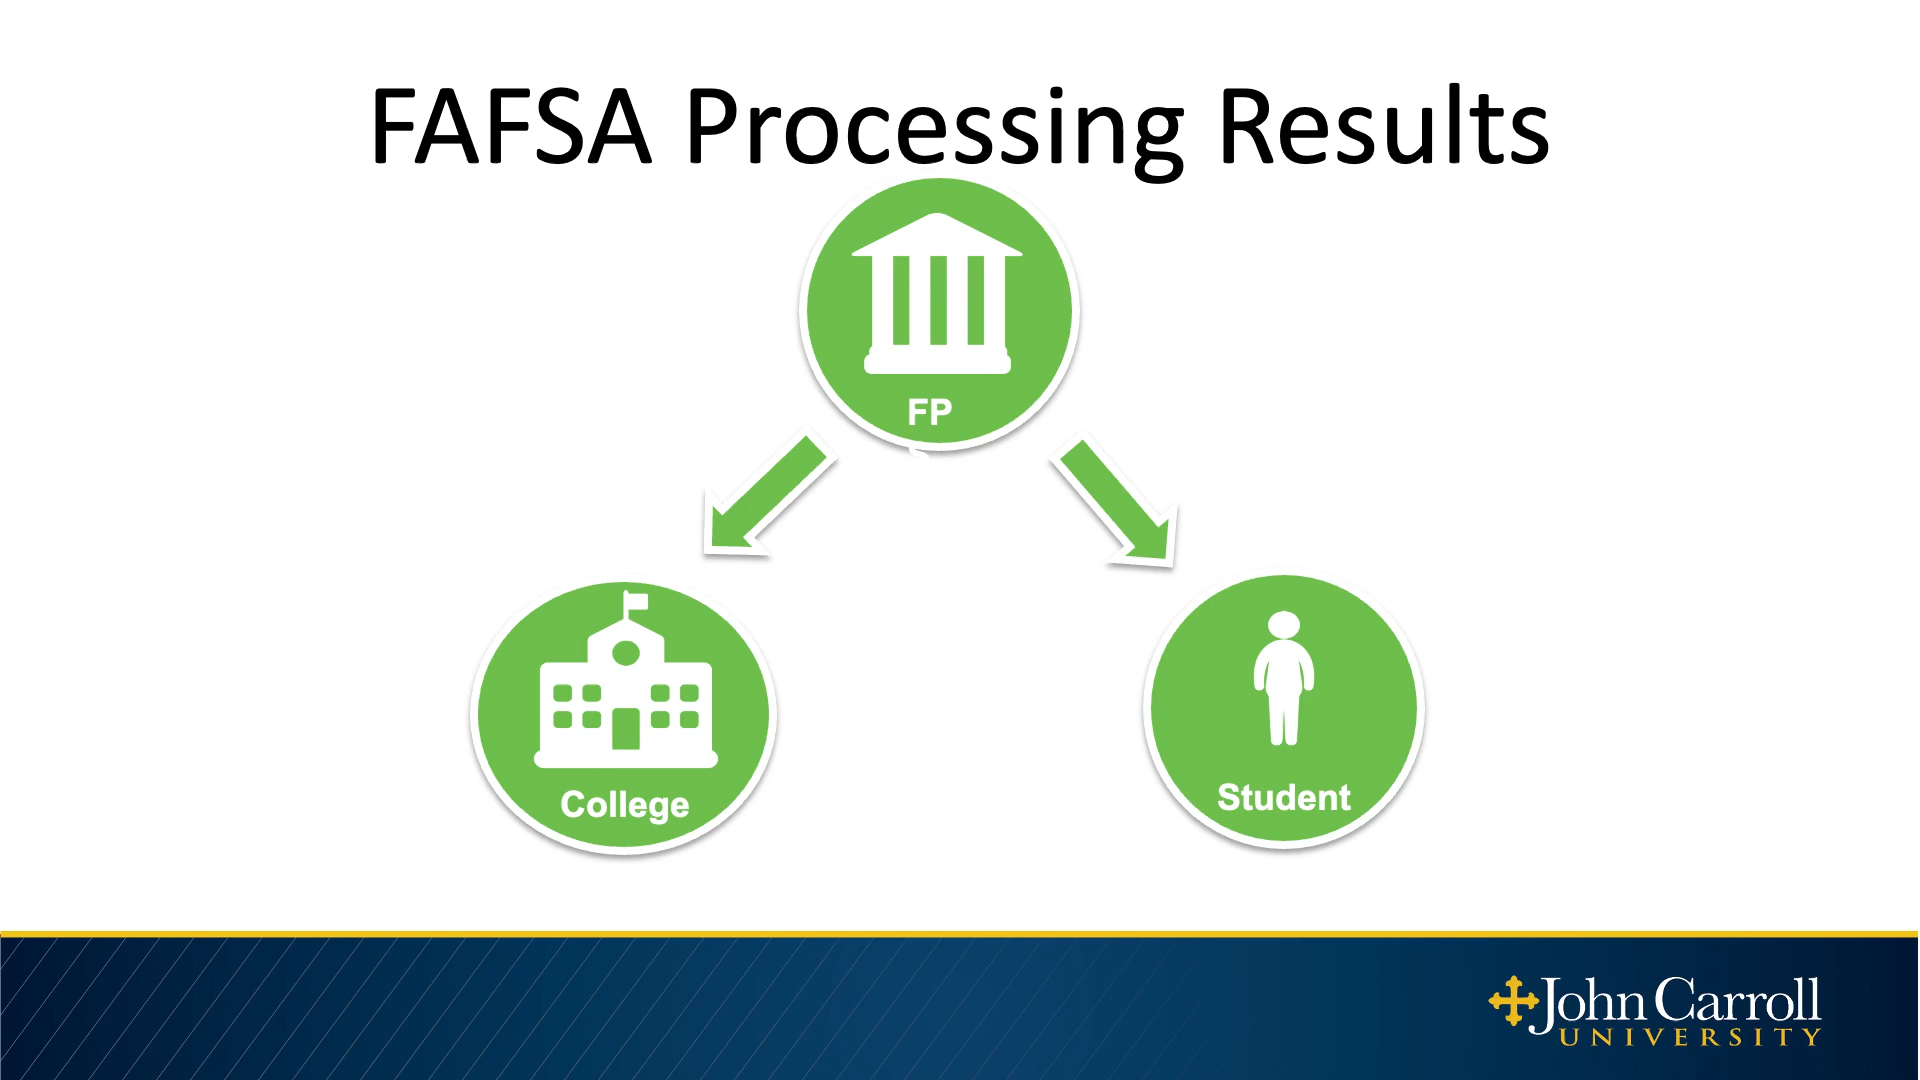 FAFSA Processing Results
FP
S
College
Student
John Carroll
UNIVERSITY